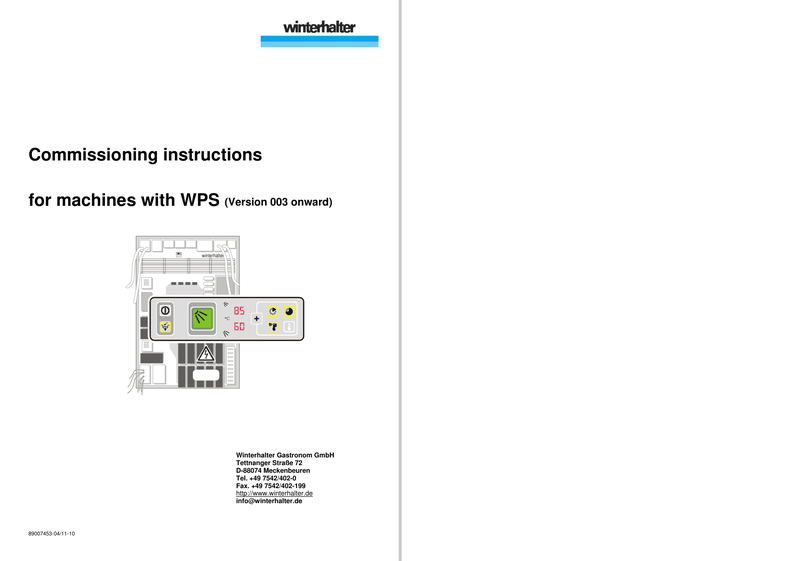 winterhalter
Commissioning instructions
for machines with WPS (Version 003 onward)
winterhalter
85
°C
60
+
i
Winterhalter Gastronom GmbH
Tettnanger Straße 72
D-88074 Meckenbeuren
Tel. +49 7542/402-0
Fax. +49 7542/402-199
http://www.winterhalter.de
info@winterhalter.de
89007453-04/11-10